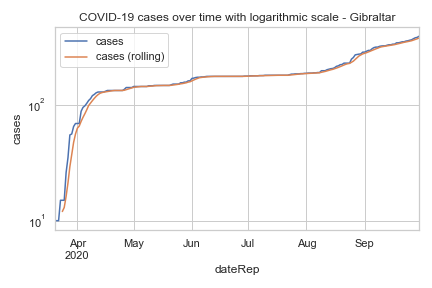 COVID-19 cases over time with logarithmic scale - Gibraltar
cases
cases (rolling)
cases
10²
10¹
Apr
2020
May
Jun
Jul
Aug
Sep
dateRep